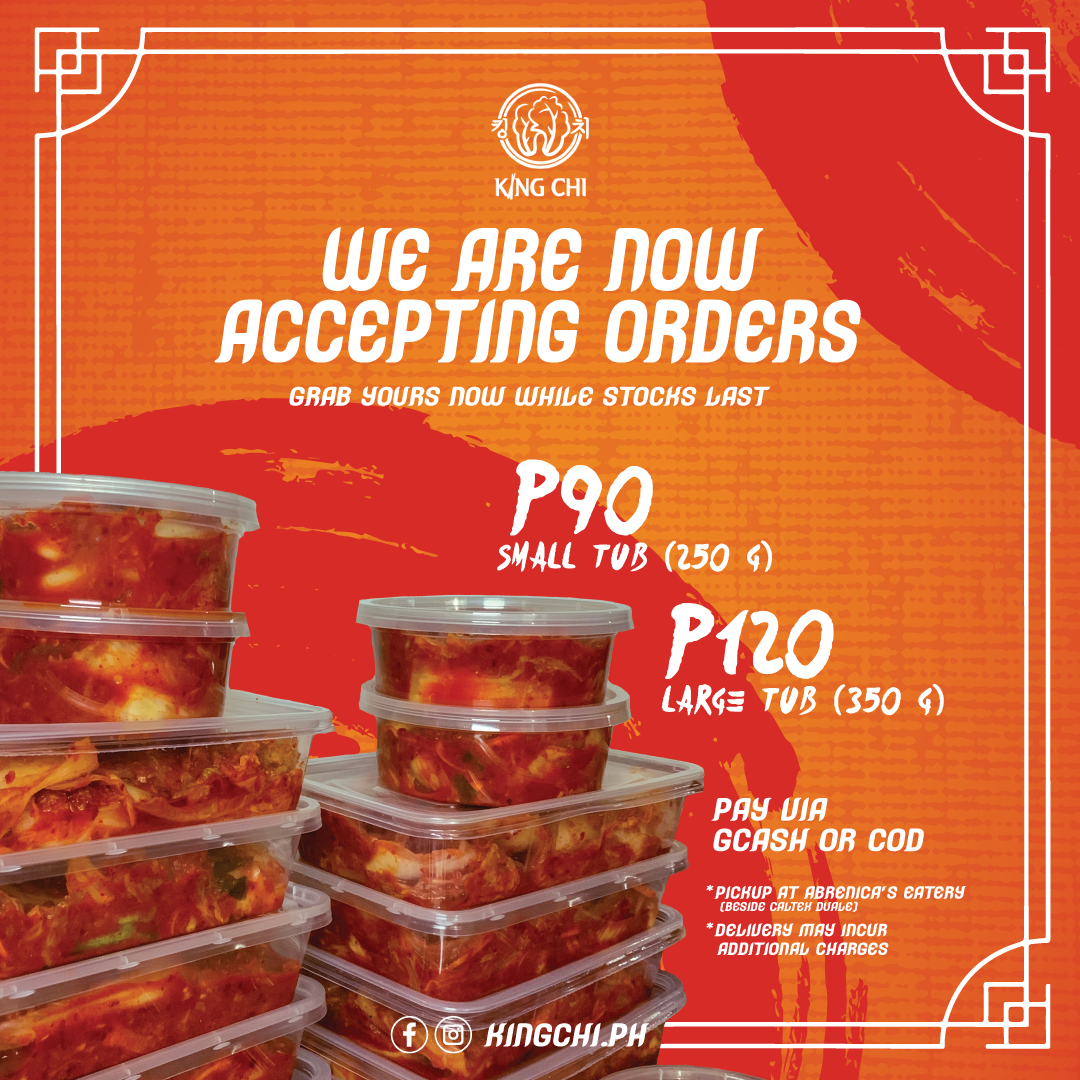 킹 치
KING CHI
WE ARE NOW
ACCEPTING ORDERS
GRAB YOURS NOW WHILE STOCKS LAST
P90
SMALL TUB (250 G)
P120
LARGE TUB (350 G)
PAY VIA
GCASH OR COD
*PICKUP AT ABRENICA'S EATERY
(BESIDE CALTEX DUALE)
*DELIVERY MAY INCUR
ADDITIONAL CHARGES
KINGCHI.PH